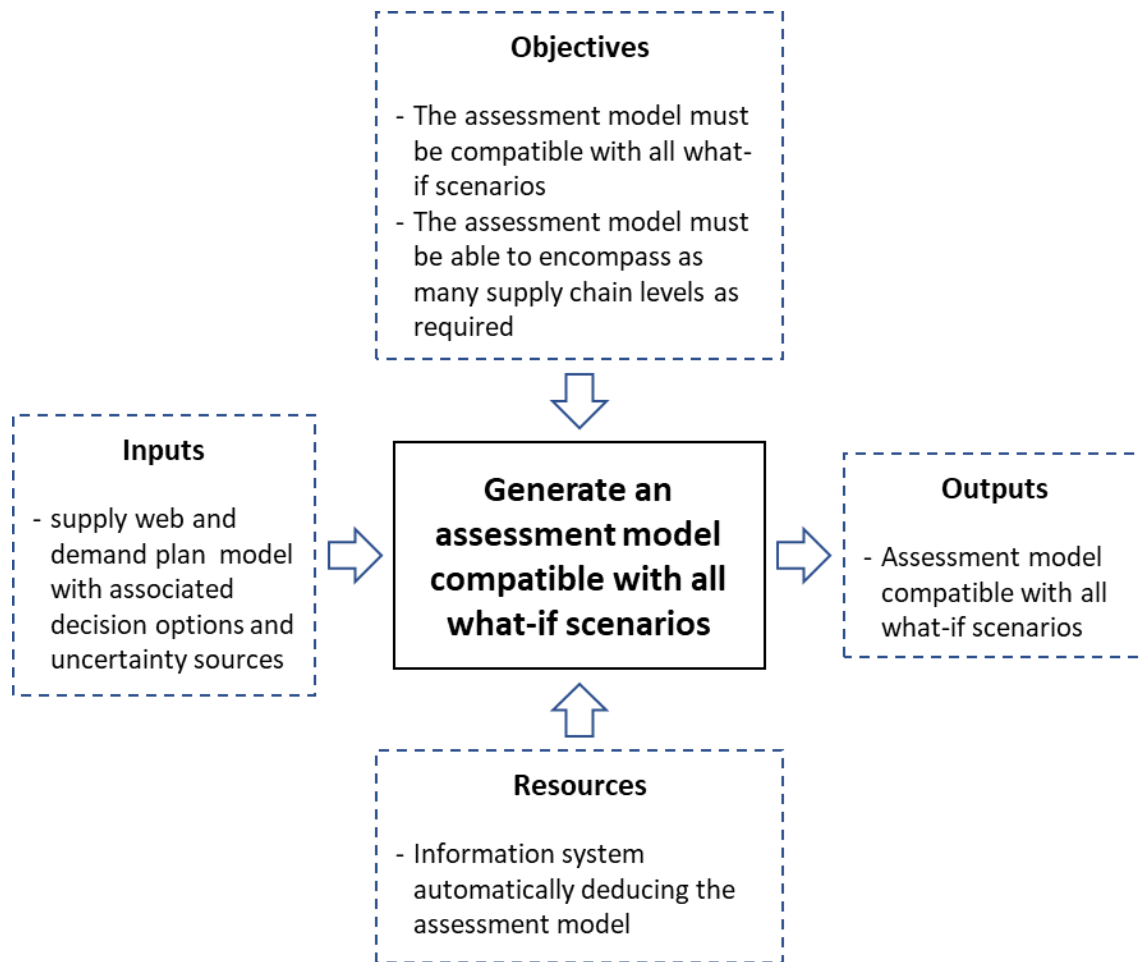 Objectives
- The assessment model must
be compatible with all what-
if scenarios
- The assessment model must
be able to encompass as
many supply chain levels as
required
Inputs
- supply web and
demand plan model
with associated
decision options and
uncertainty sources
Generate an
assessment model
compatible with all
what-if scenarios
Outputs
- Assessment model
compatible with all
what-if scenarios
Resources
- Information system
automatically deducing the
assessment model